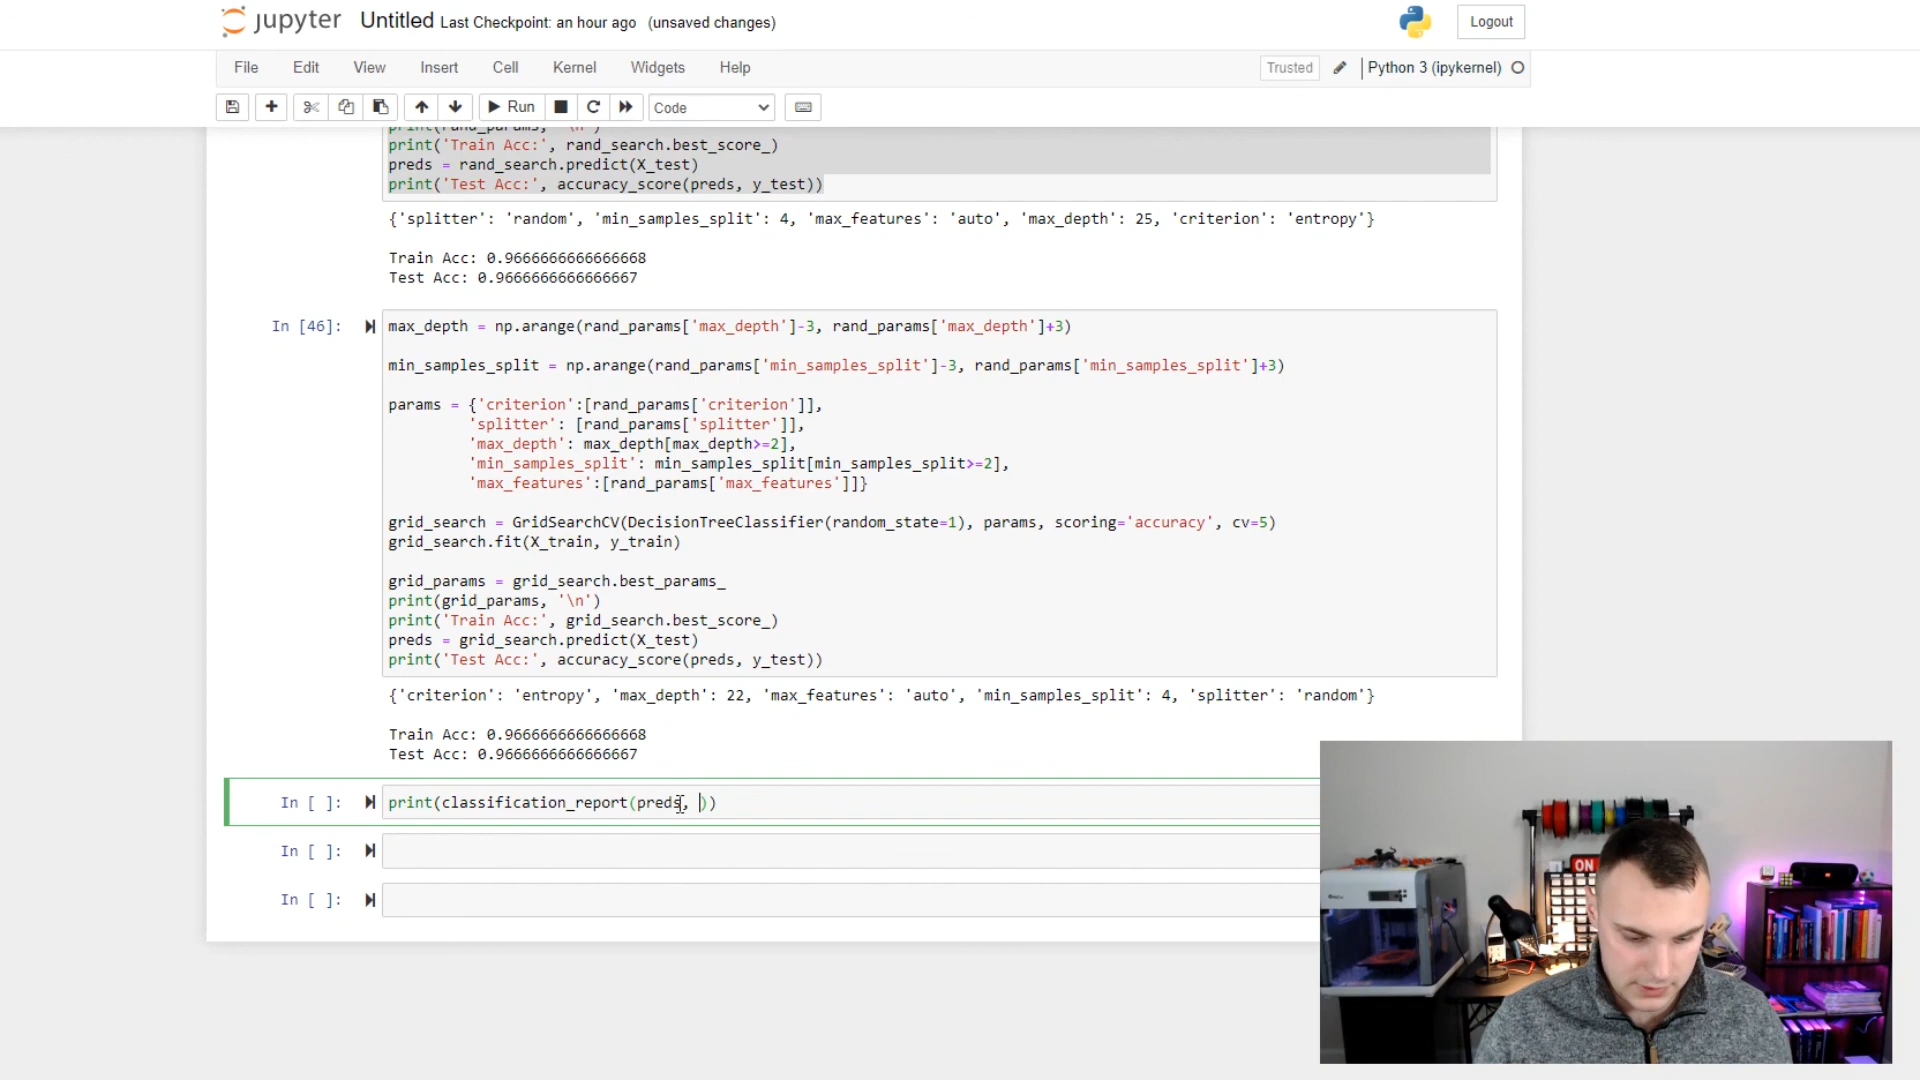 jupyter Untitled Last Checkpoint: an hour ago (unsaved changes) Logout
File Edit View Insert Cell Kernel Widgets Help Trusted Python 3 (ipykernel)
Run Code
print(rand_params, '\n')
print('Train Acc:', rand_search.best_score_)
preds = rand_search.predict(X_test)
print('Test Acc:', accuracy_score(preds, y_test))
{'splitter': 'random', 'min_samples_split': 4, 'max_features': 'auto', 'max_depth': 25, 'criterion': 'entropy'}
Train Acc: 0.9666666666666668
Test Acc: 0.9666666666666667
In [46]: max_depth = np.arange(rand_params['max_depth']-3, rand_params['max_depth']+3)
min_samples_split = np.arange(rand_params['min_samples_split']-3, rand_params['min_samples_split']+3)
params = {'criterion':[rand_params['criterion']],
'splitter': [rand_params['splitter']],
'max_depth': max_depth[max_depth>=2],
'min_samples_split': min_samples_split[min_samples_split>=2],
'max_features':[rand_params['max_features']]}
grid_search = GridSearchCV(DecisionTreeClassifier(random_state=1), params, scoring='accuracy', cv=5)
grid_search.fit(X_train, y_train)
grid_params = grid_search.best_params_
print(grid_params, '\n')
print('Train Acc:', grid_search.best_score_)
preds = grid_search.predict(X_test)
print('Test Acc:', accuracy_score(preds, y_test))
{'criterion': 'entropy', 'max_depth': 22, 'max_features': 'auto', 'min_samples_split': 4, 'splitter': 'random'}
Train Acc: 0.9666666666666668
Test Acc: 0.9666666666666667
In [ ]: print(classification_report(preds, ))
In [ ]:
In [ ]:
ON